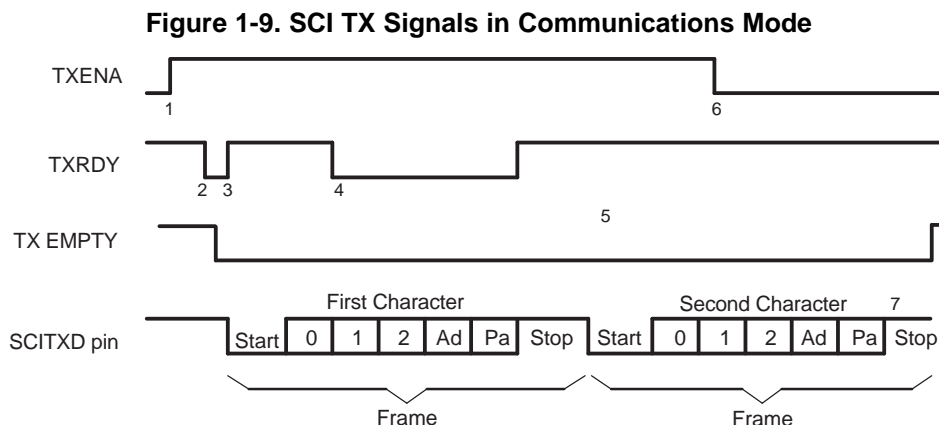 Figure 1-9. SCI TX Signals in Communications Mode
TXENA
1
6
TXRDY
2 3
4
5
TX EMPTY
First Character
Second Character 7
SCITXD pin
Start 0 1 2 Ad Pa Stop Start 0 1 2 Ad Pa Stop
Frame
Frame